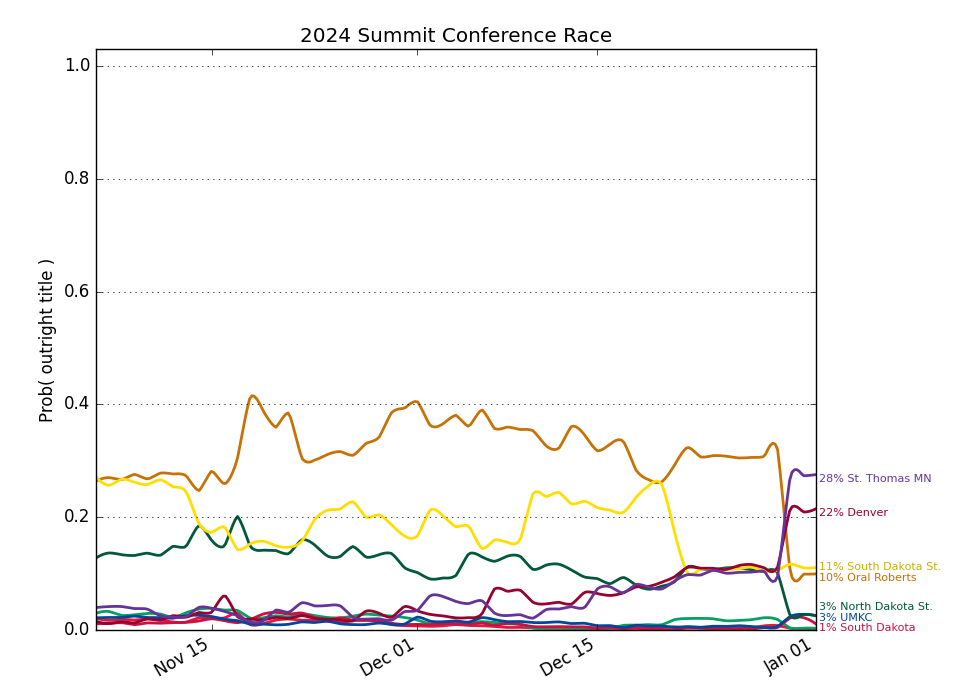 2024 Summit Conference Race
1.0
0.8
0.6
0.4
0.2
0.0
Prob( outright title )
Nov 15
Dec 01
Dec 15
Jan 01
28% St. Thomas MN
22% Denver
11% South Dakota St.
10% Oral Roberts
3% North Dakota St.
3% UMKC
1% South Dakota